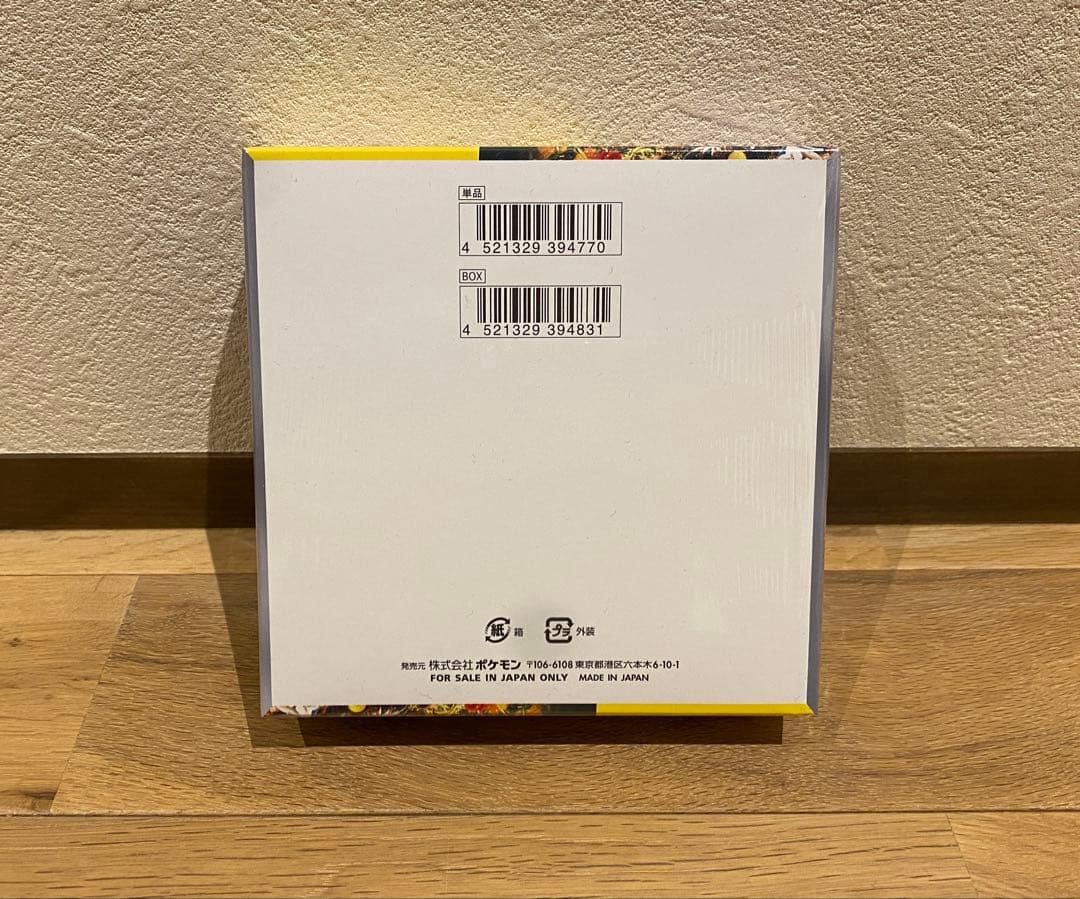 単品
4 521329 394770
BOX
4 521329 394831
紙 箱 プラ 外装
発売元 株式会社 ポケモン 〒106-6108 東京都港区六本木6-10-1
FOR SALE IN JAPAN ONLY MADE IN JAPAN